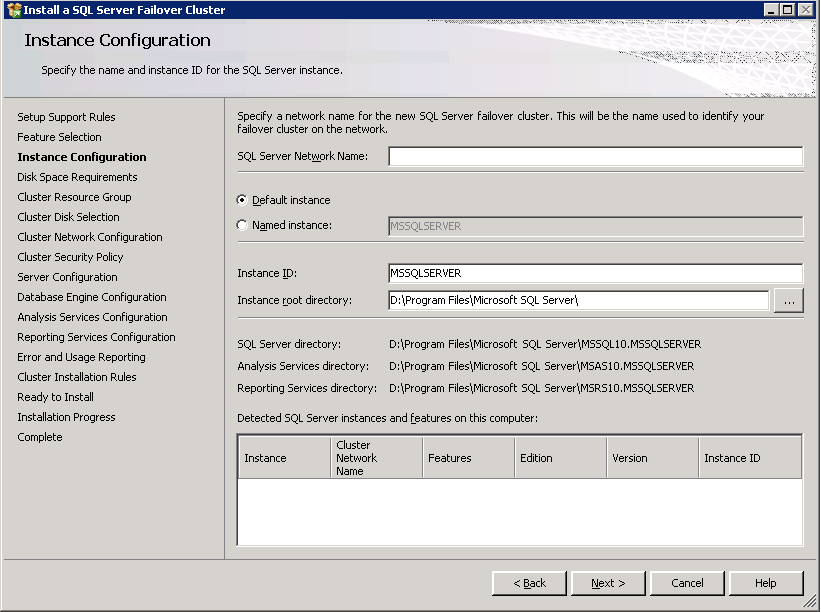 Install a SQL Server Failover Cluster
Instance Configuration
Specify the name and instance ID for the SQL Server instance.
Setup Support Rules
Feature Selection
Instance Configuration
Disk Space Requirements
Cluster Resource Group
Cluster Disk Selection
Cluster Network Configuration
Cluster Security Policy
Server Configuration
Database Engine Configuration
Analysis Services Configuration
Reporting Services Configuration
Error and Usage Reporting
Cluster Installation Rules
Ready to Install
Installation Progress
Complete
Specify a network name for the new SQL Server failover cluster. This will be the name used to identify your
failover cluster on the network.
SQL Server Network Name:
Default instance
Named instance: MSSQLSERVER
Instance ID: MSSQLSERVER
Instance root directory: D:\Program Files\Microsoft SQL Server\ ...
SQL Server directory: D:\Program Files\Microsoft SQL Server\MSSQL10.MSSQLSERVER
Analysis Services directory: D:\Program Files\Microsoft SQL Server\MSAS10.MSSQLSERVER
Reporting Services directory: D:\Program Files\Microsoft SQL Server\MSRS10.MSSQLSERVER
Detected SQL Server instances and features on this computer:
Instance
Cluster
Network
Name
Features
Edition
Version
Instance ID
< Back
Next >
Cancel
Help